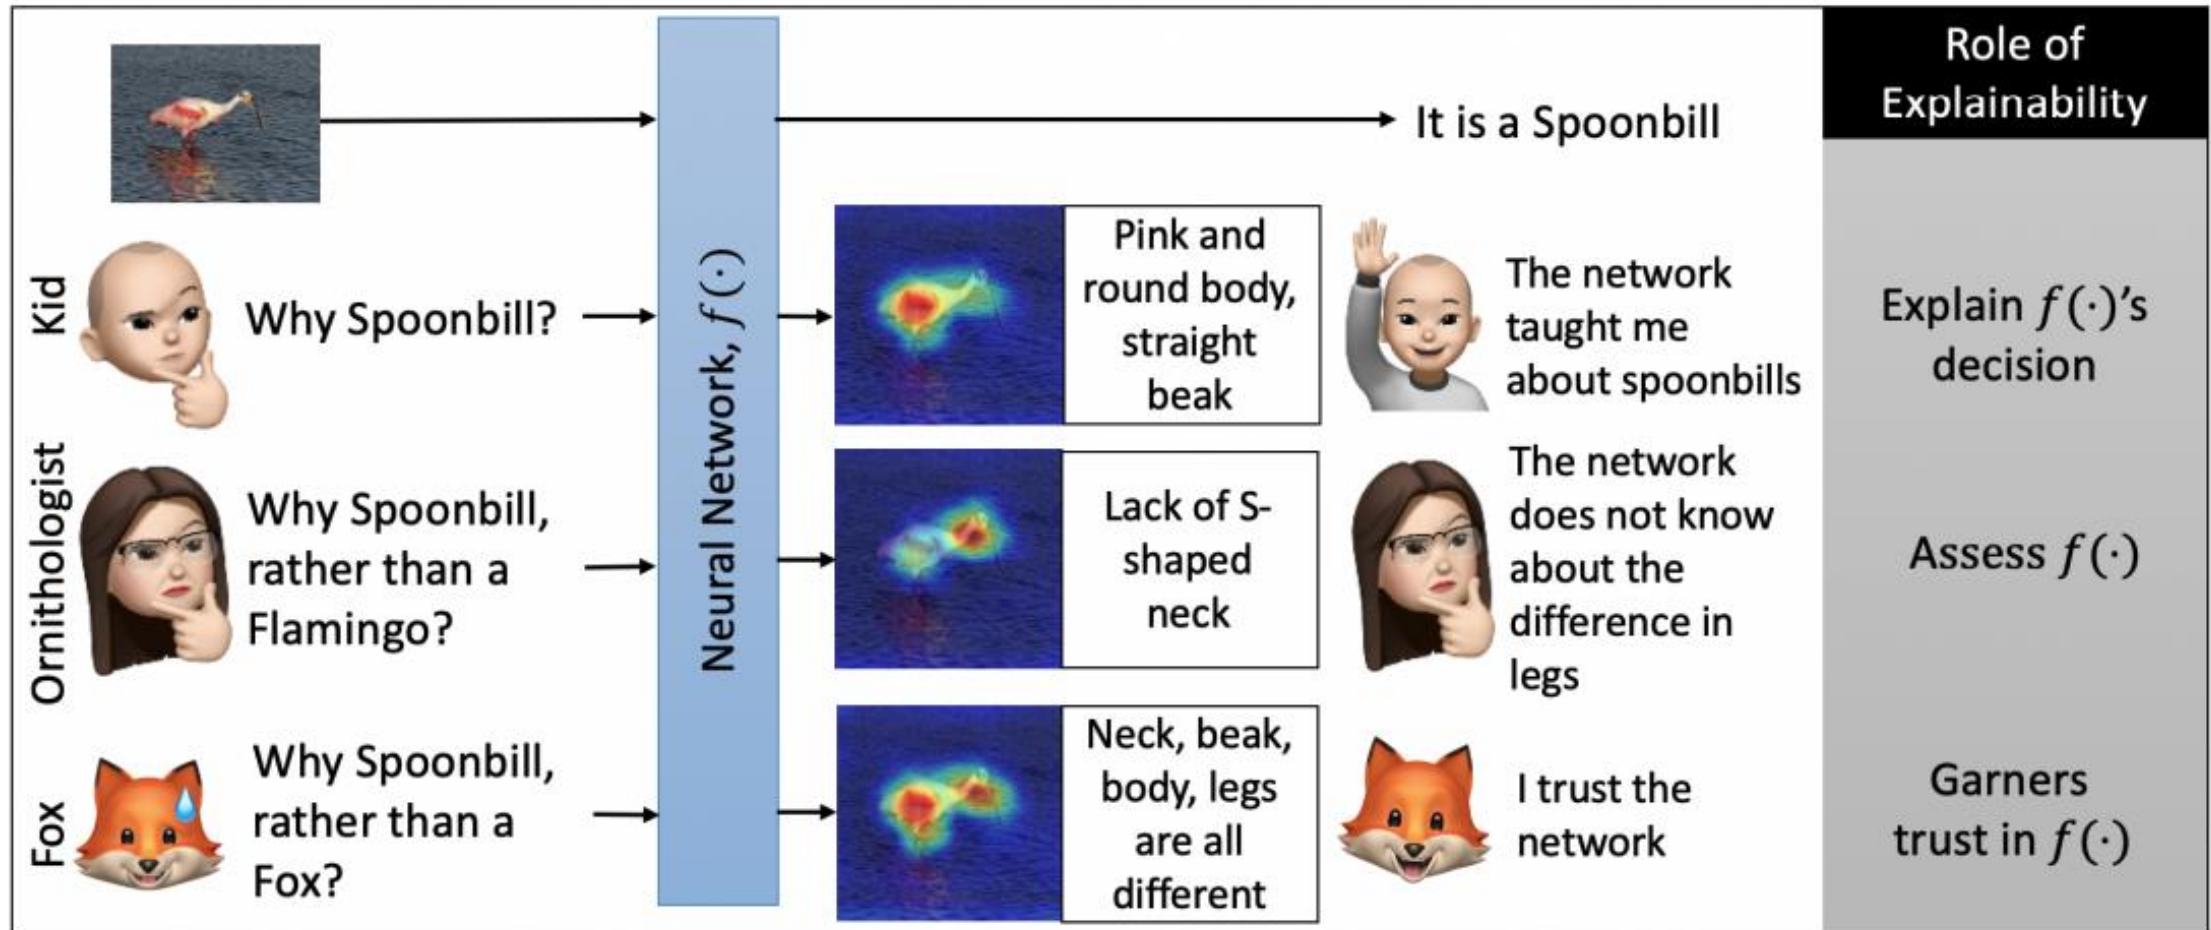 Role of
Explainability
It is a Spoonbill
Kid
Why Spoonbill?
Neural Network, f(·)
Pink and
round body,
straight
beak
The network
taught me
about spoonbills
Explain f(·)'s
decision
Ornithologist
Why Spoonbill,
rather than a
Flamingo?
Lack of S-
shaped
neck
The network
does not know
about the
difference in
legs
Assess f(·)
Fox
Why Spoonbill,
rather than a
Fox?
Neck, beak,
body, legs
are all
different
I trust the
network
Garners
trust in f(·)